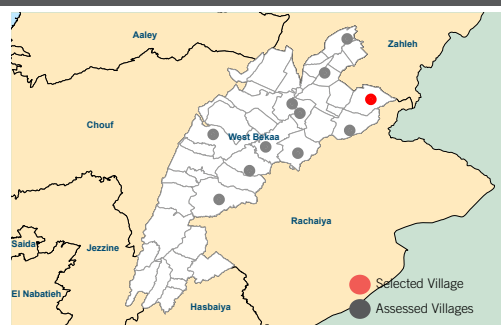 Aaley
Zahleh
Chouf
West Bekaa
Rachaiya
Saida
Jezzine
El Nabatieh
Hasbaiya
Selected Village
Assessed Villages